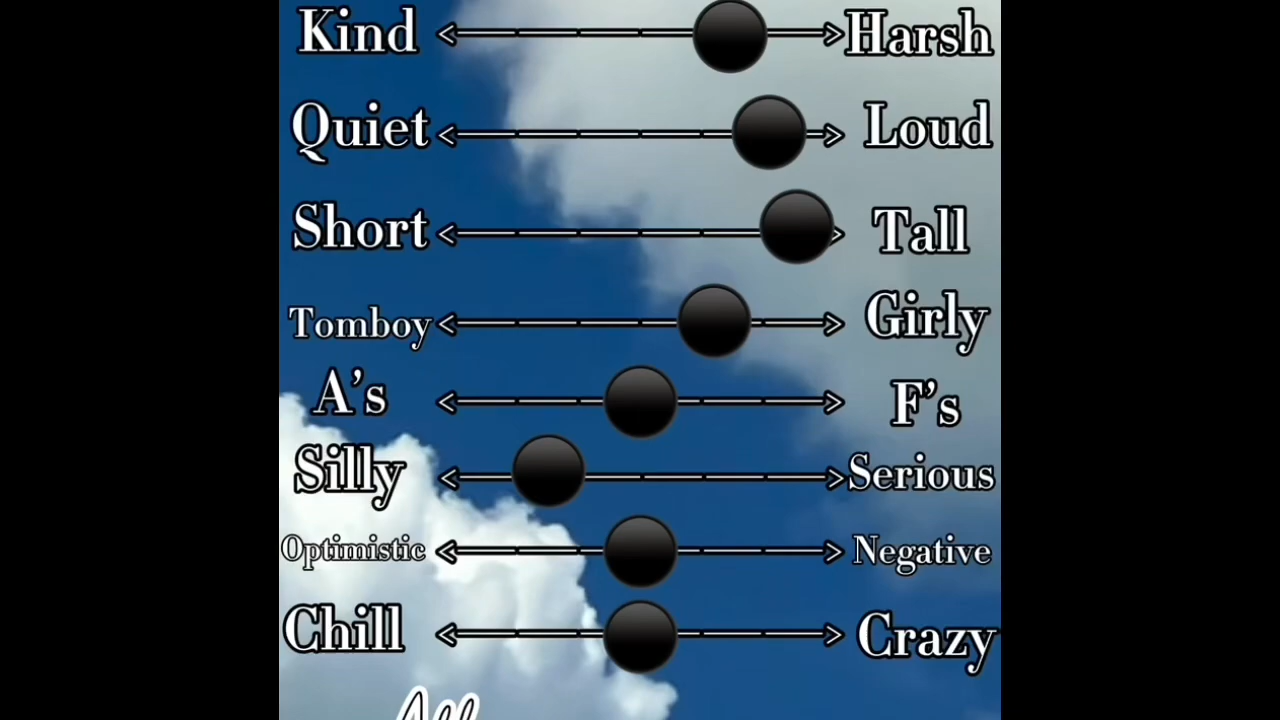 Kind Harsh
Quiet Loud
Short Tall
Tomboy Girly
A's F's
Silly Serious
Optimistic Negative
Chill Crazy